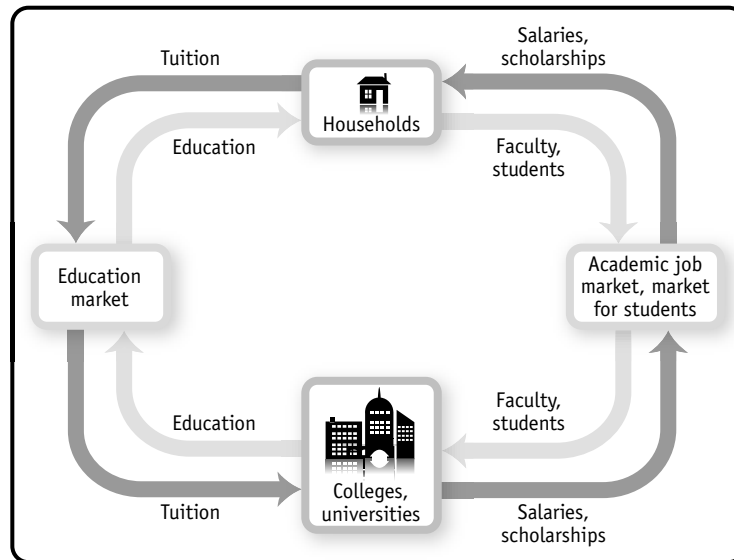 Tuition
Salaries,
scholarships
Households
Education
Faculty,
students
Education
market
Academic job
market, market
for students
Education
Faculty,
students
Colleges,
universities
Tuition
Salaries,
scholarships